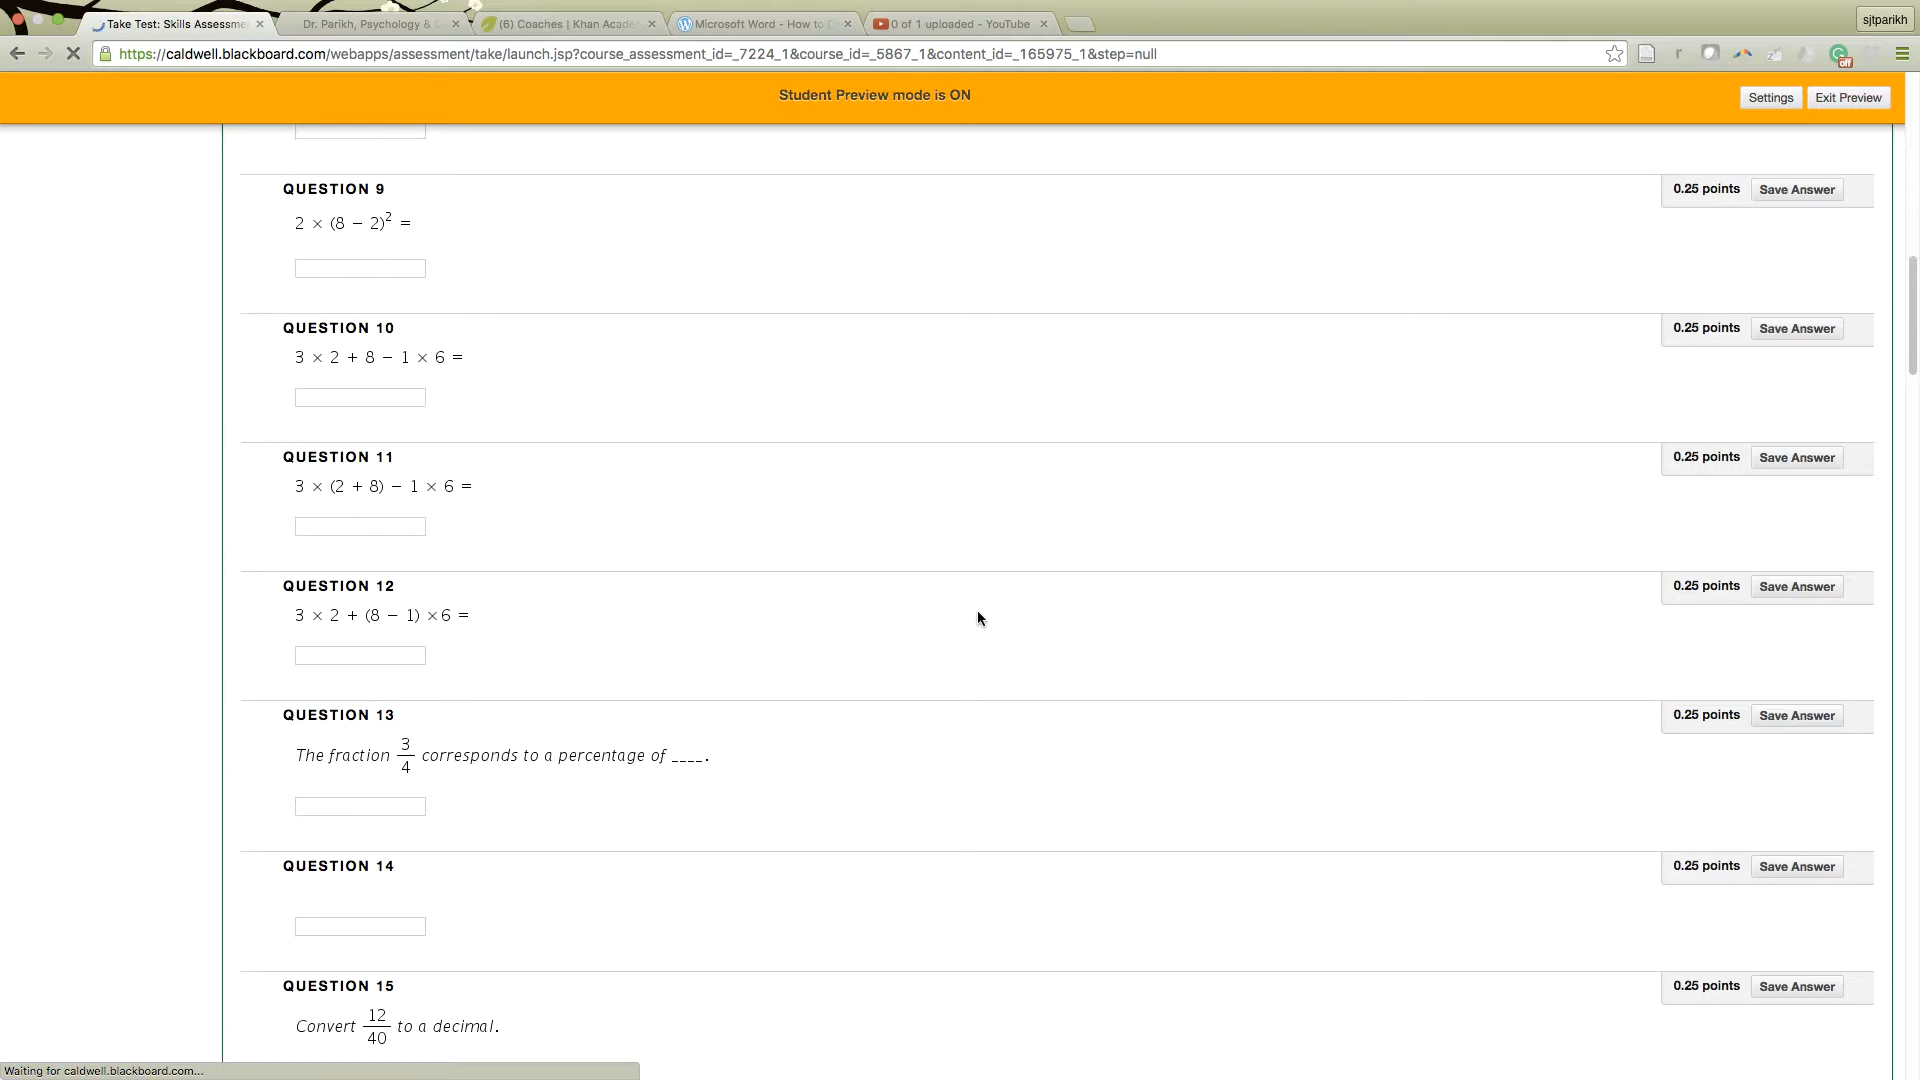 Take Test: Skills Assessme
Dr. Parikh, Psychology &
(6) Coaches | Khan Acade
Microsoft Word - How to
0 of 1 uploaded - YouTube
sjtparikh
https://caldwell.blackboard.com/webapps/assessment/take/launch.jsp?course_assessment_id=_7224_1&course_id=_5867_1&content_id=_165975_1&step=null
off
Student Preview mode is ON
Settings
Exit Preview
QUESTION 9
0.25 points
Save Answer
2 × (8 − 2)² =
QUESTION 10
0.25 points
Save Answer
3 × 2 + 8 − 1 × 6 =
QUESTION 11
0.25 points
Save Answer
3 × (2 + 8) − 1 × 6 =
QUESTION 12
0.25 points
Save Answer
3 × 2 + (8 − 1) ×6 =
QUESTION 13
0.25 points
Save Answer
The fraction 3/4 corresponds to a percentage of ____.
QUESTION 14
0.25 points
Save Answer
QUESTION 15
0.25 points
Save Answer
Convert 12/40 to a decimal.
Waiting for caldwell.blackboard.com...